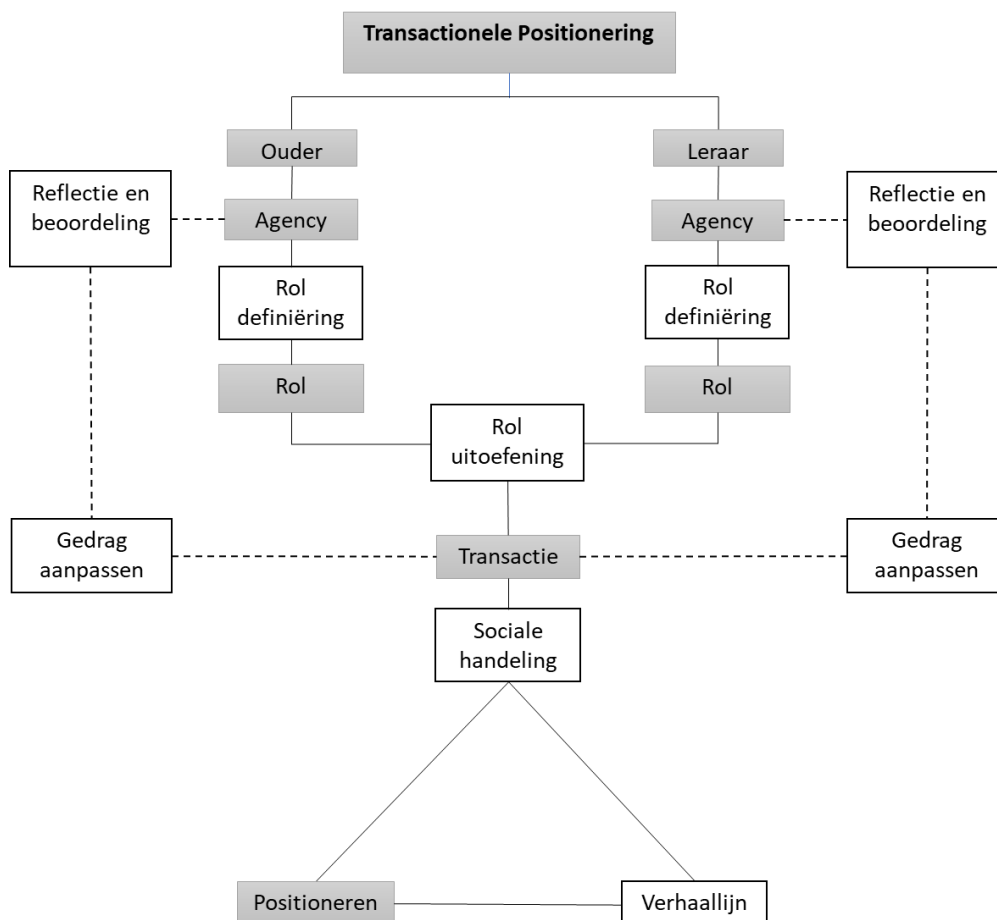 Transactionele Positionering
Ouder
Leraar
Reflectie en
beoordeling
Agency
Agency
Reflectie en
beoordeling
Rol
definiëring
Rol
definiëring
Rol
Rol
Rol
uitoefening
Gedrag
aanpassen
Transactie
Gedrag
aanpassen
Sociale
handeling
Positioneren
Verhaallijn